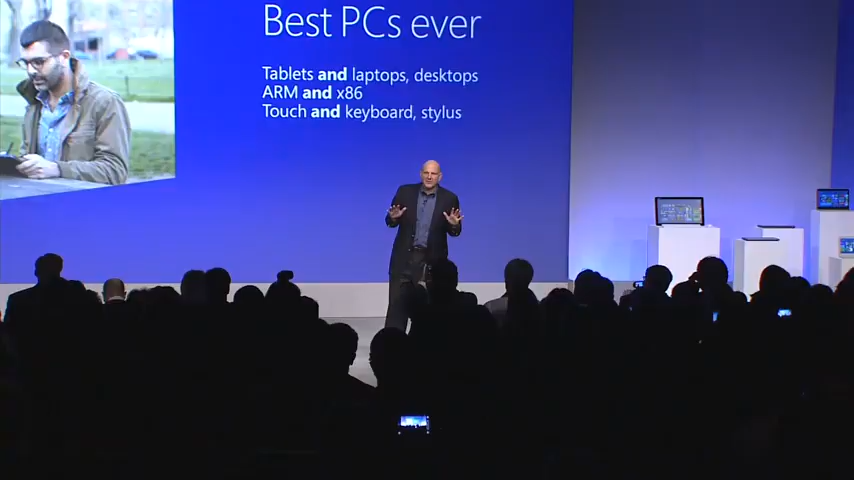 Best PCs ever
Tablets and laptops, desktops
ARM and x86
Touch and keyboard, stylus